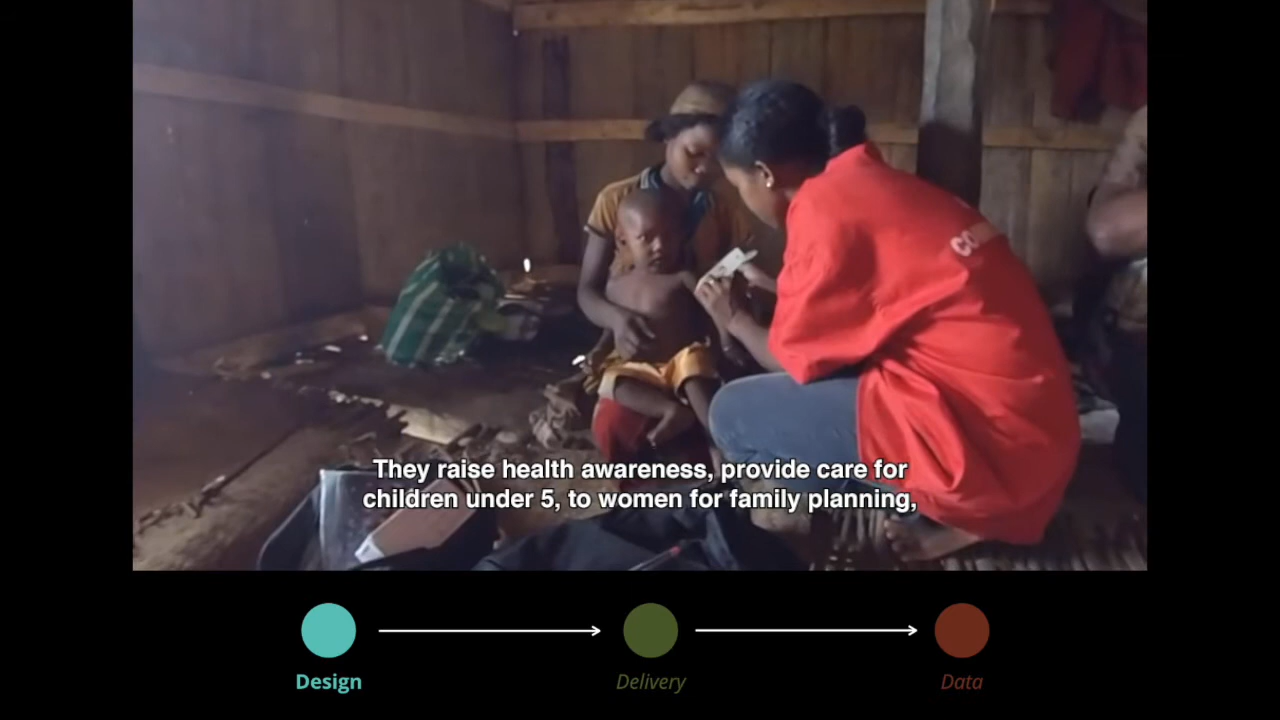 They raise health awareness, provide care for
children under 5, to women for family planning,
Design
Delivery
Data